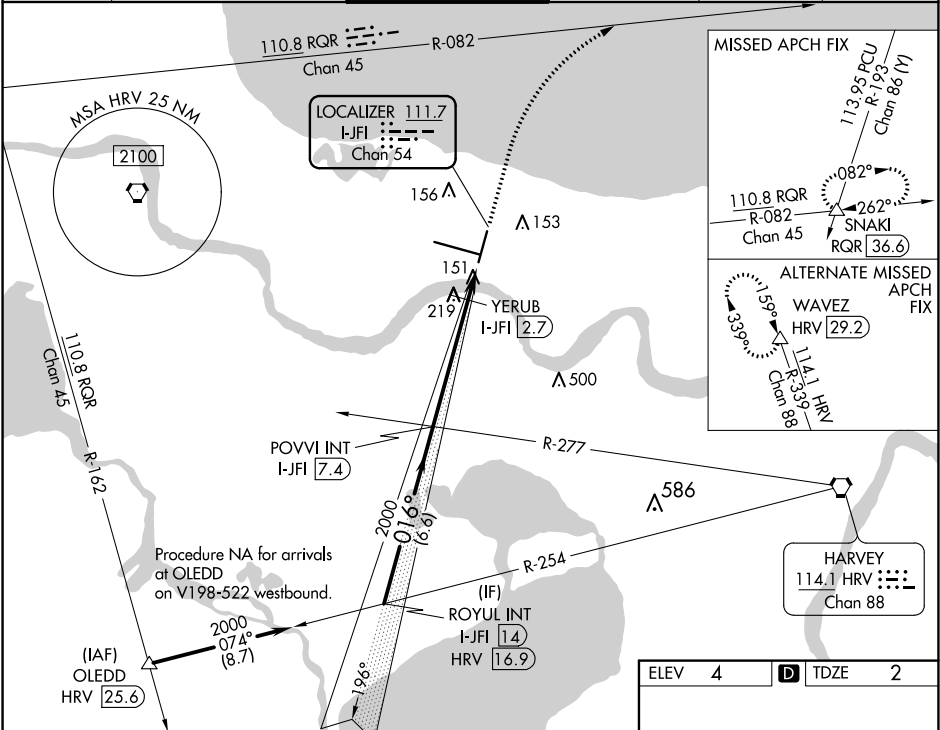 110.8 RQR
R-082
Chan 45
MSA HRV 25 NM
2100
LOCALIZER 111.7
I-JFI
Chan 54
156
153
151
219
YERUB
I-JFI 2.7
500
110.8 RQR
Chan 45
R-162
POVVI INT
I-JFI 7.4
R-277
586
2000
016°
(6.6)
R-254
HARVEY
114.1 HRV
Chan 88
Procedure NA for arrivals
at OLEDD
on V198-522 westbound.
(IF)
ROYUL INT
I-JFI 14
HRV 16.9
2000
074°
(8.7)
(IAF)
OLEDD
HRV 25.6
196°
MISSED APCH FIX
113.95 PCU
R-193
Chan 86 (Y)
082°
262°
110.8 RQR
R-082
Chan 45
SNAKI
RQR 36.6
ALTERNATE MISSED
APCH
FIX
159°
339°
WAVEZ
HRV 29.2
114.1 HRV
R-339
Chan 88
ELEV 4 D TDZE 2